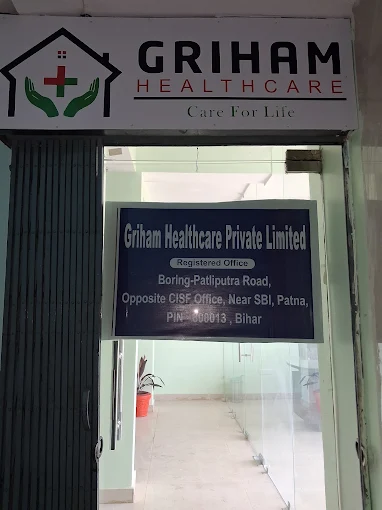 GRIHAM
HEALTHCARE
Care For Life
Griham Healthcare Private Limited
Registered Office
Boring-Patliputra Road,
Opposite CISF Office, Near SBI, Patna,
PIN - 800013 , Bihar